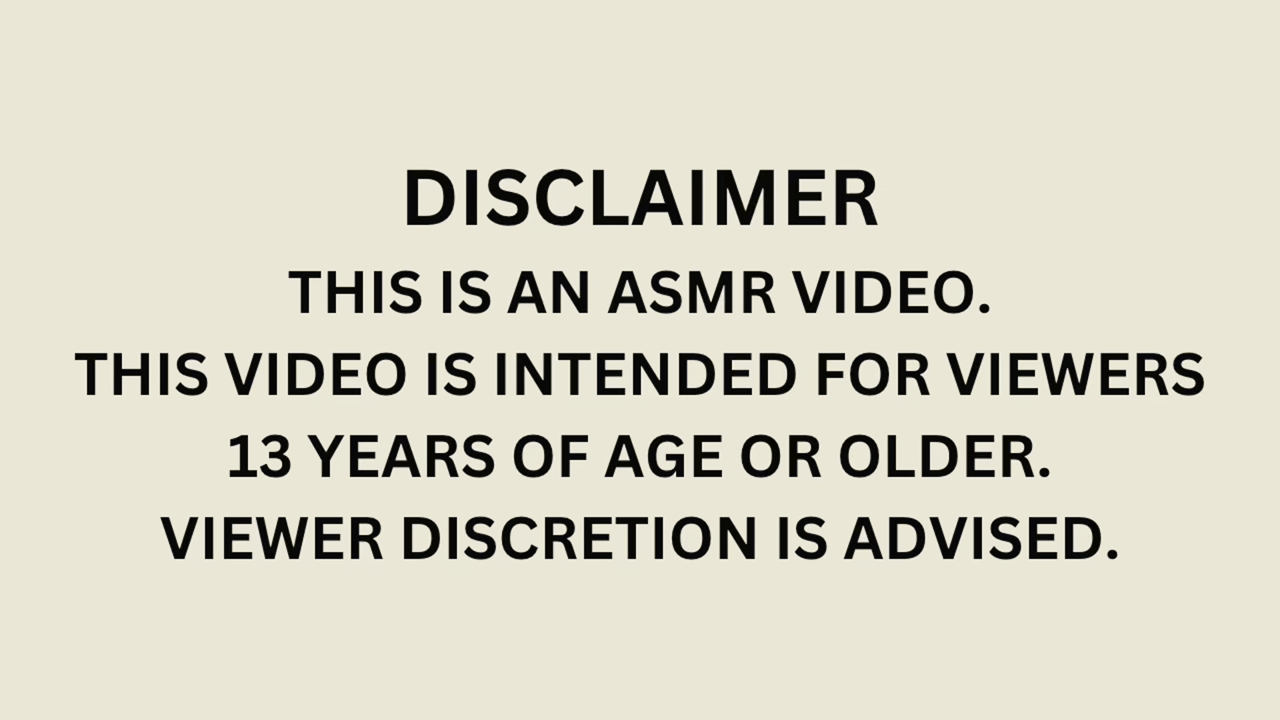 DISCLAIMER
THIS IS AN ASMR VIDEO.
THIS VIDEO IS INTENDED FOR VIEWERS
13 YEARS OF AGE OR OLDER.
VIEWER DISCRETION IS ADVISED.